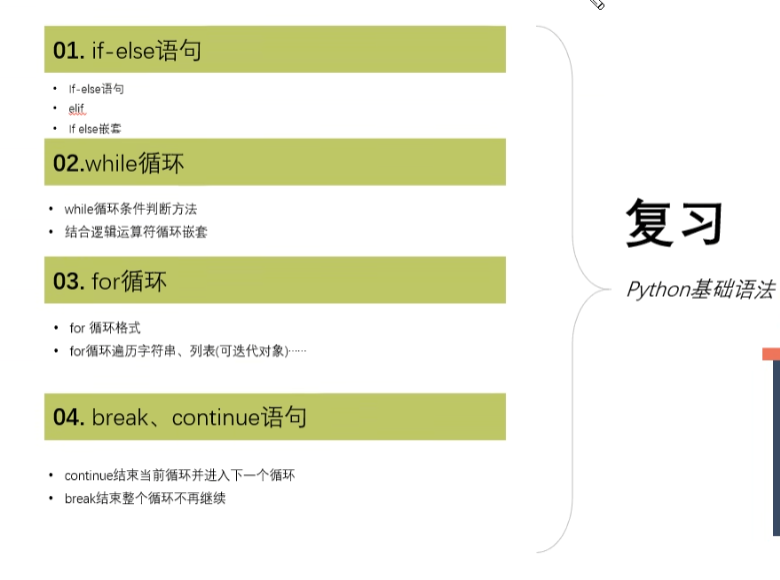 01. if-else语句
• If-else语句
• elif
• If else嵌套
02.while循环
• while循环条件判断方法
• 结合逻辑运算符循环嵌套
03. for循环
• for 循环格式
• for循环遍历字符串、列表(可迭代对象)······
04. break、continue语句
• continue结束当前循环并进入下一个循环
• break结束整个循环不再继续
复习
Python基础语法